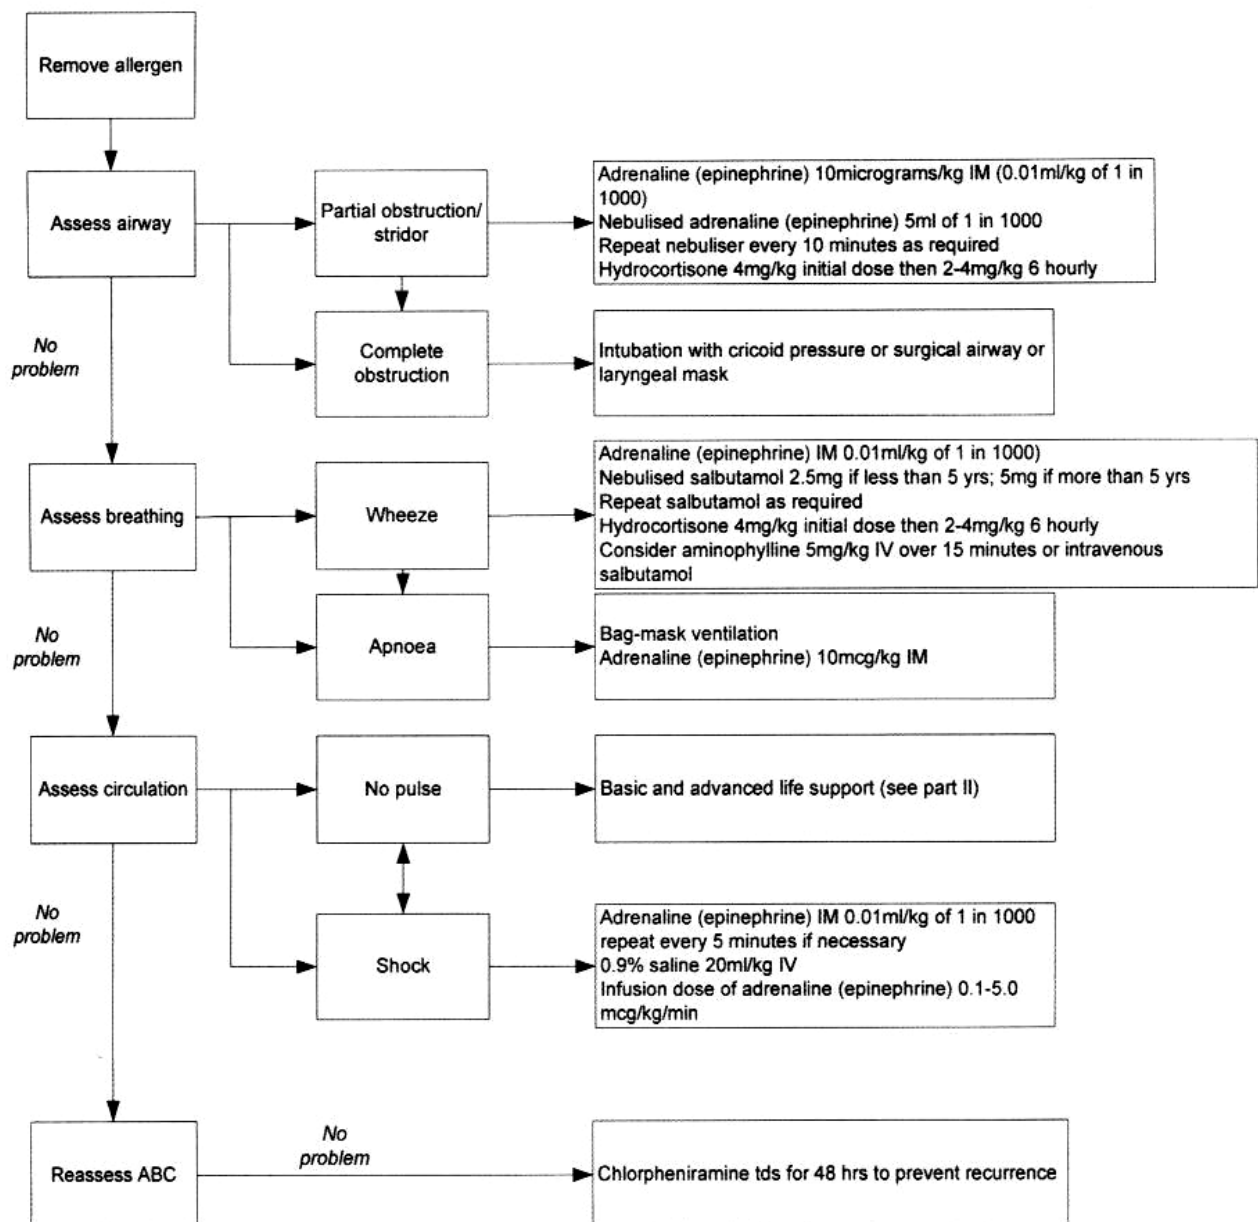 Remove allergen
Assess airway
Partial obstruction/
stridor
Adrenaline (epinephrine) 10micrograms/kg IM (0.01ml/kg of 1 in
1000)
Nebulised adrenaline (epinephrine) 5ml of 1 in 1000
Repeat nebuliser every 10 minutes as required
Hydrocortisone 4mg/kg initial dose then 2-4mg/kg 6 hourly
No
problem
Complete
obstruction
Intubation with cricoid pressure or surgical airway or
laryngeal mask
Assess breathing
Wheeze
Adrenaline (epinephrine) IM 0.01ml/kg of 1 in 1000)
Nebulised salbutamol 2.5mg if less than 5 yrs; 5mg if more than 5 yrs
Repeat salbutamol as required
Hydrocortisone 4mg/kg initial dose then 2-4mg/kg 6 hourly
Consider aminophylline 5mg/kg IV over 15 minutes or intravenous
salbutamol
No
problem
Apnoea
Bag-mask ventilation
Adrenaline (epinephrine) 10mcg/kg IM
Assess circulation
No pulse
Basic and advanced life support (see part II)
No
problem
Shock
Adrenaline (epinephrine) IM 0.01ml/kg of 1 in 1000
repeat every 5 minutes if necessary
0.9% saline 20ml/kg IV
Infusion dose of adrenaline (epinephrine) 0.1-5.0
mcg/kg/min
Reassess ABC
No
problem
Chlorpheniramine tds for 48 hrs to prevent recurrence